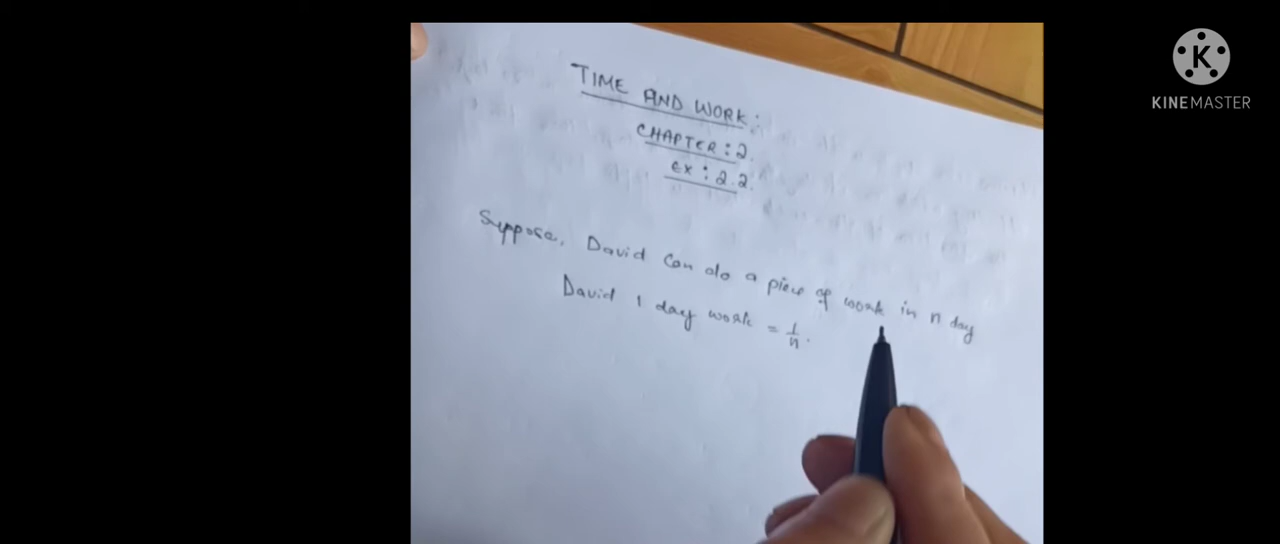 TIME AND WORK:
CHAPTER: 2.
EX: 2.2.
Suppose, David Can do a piece of work in n day
David 1 day work = 1/n.
K
KINEMASTER